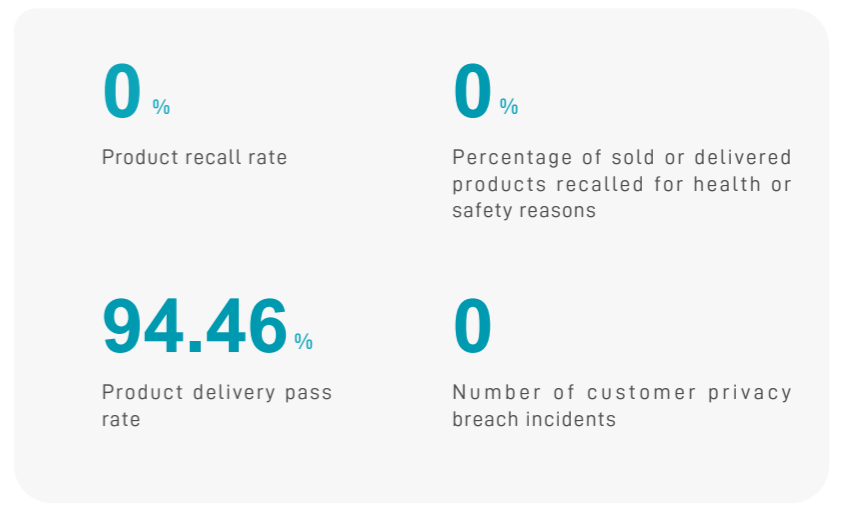 0 %
Product recall rate
0 %
Percentage of sold or delivered
products recalled for health or
safety reasons
94.46 %
Product delivery pass
rate
0
Number of customer privacy
breach incidents